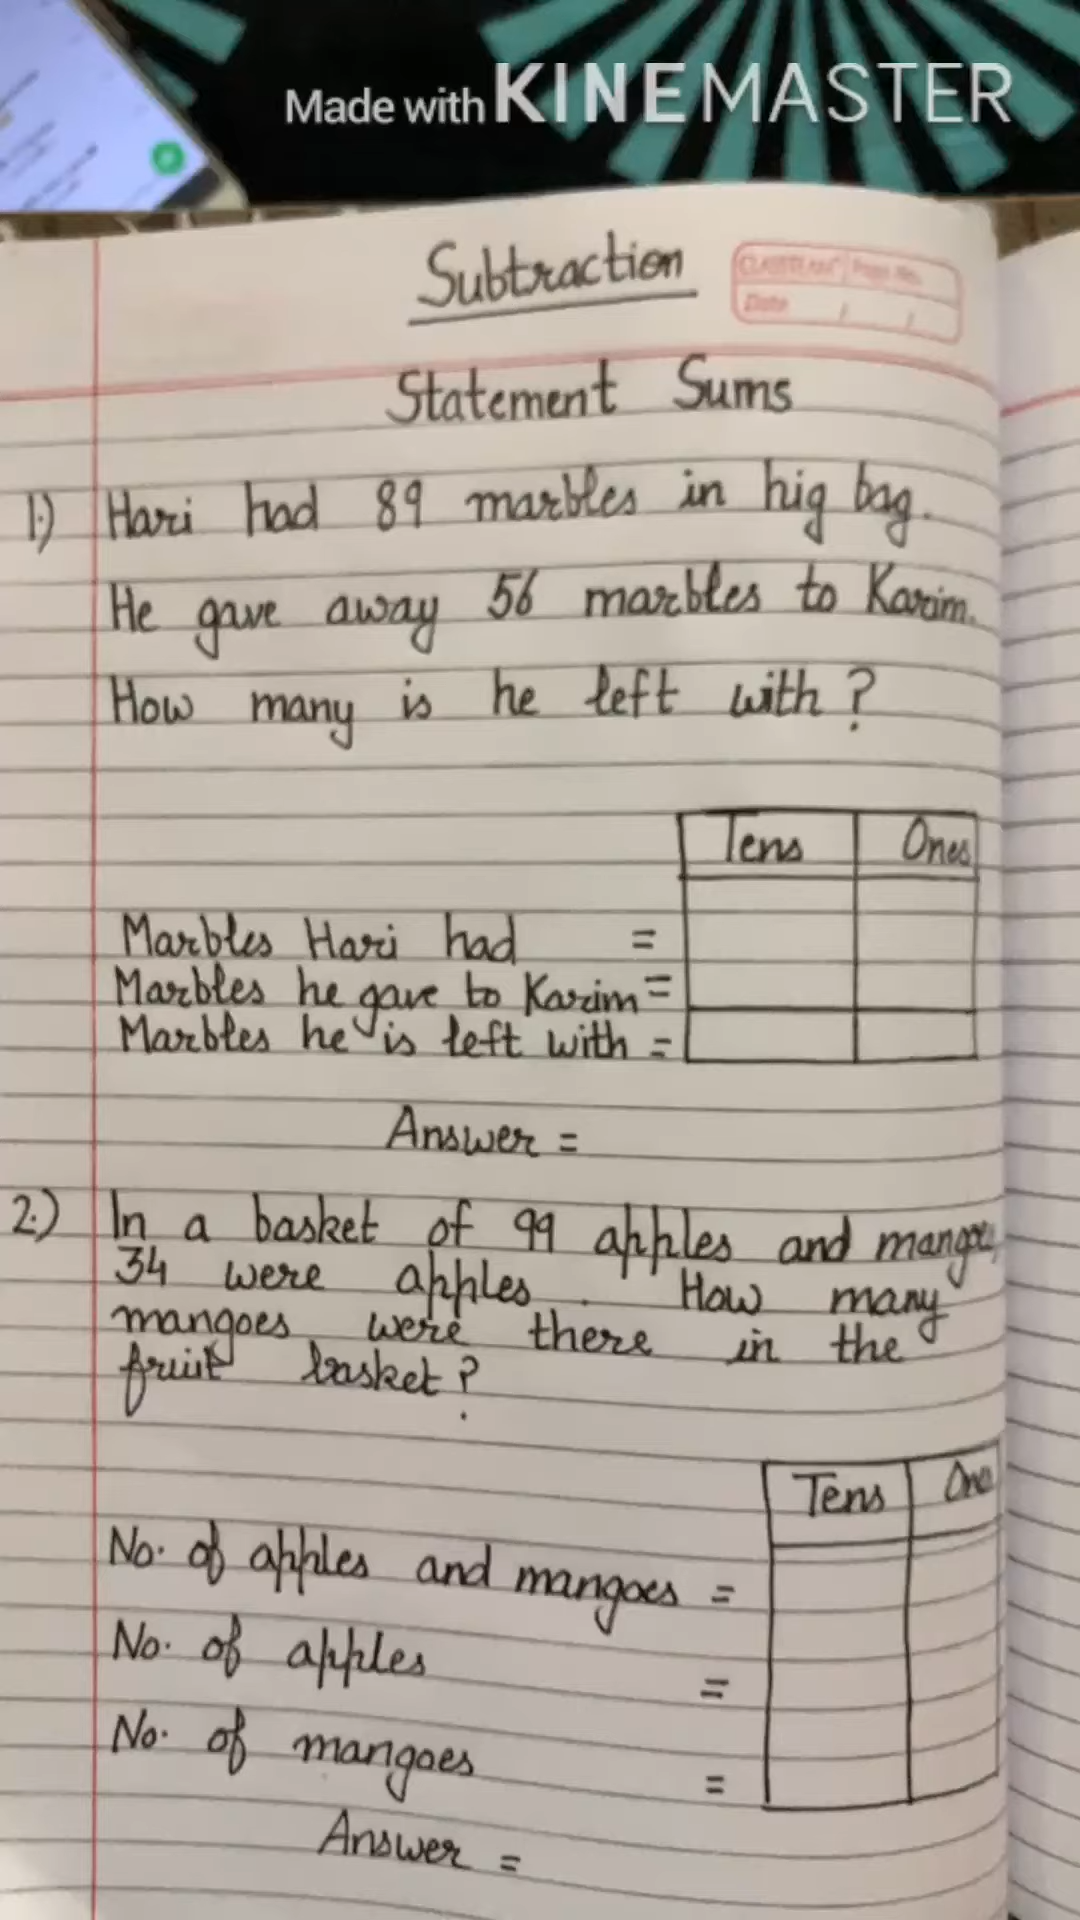 Made with KINEMASTER
Subtraction
Date / /
Statement Sums
1.) Hari had 89 marbles in hig bag.
He gave away 56 marbles to Karim.
How many is he left with?
Tens Ones
Marbles Hari had =
Marbles he gave to Karim =
Marbles he is left with =
Answer =
2.) In a basket of 99 apples and
34 were apples. How many
mangoes were there in the
fruit basket?
Tens
No. of apples and mangoes =
No. of apples =
No. of mangoes =
Answer =